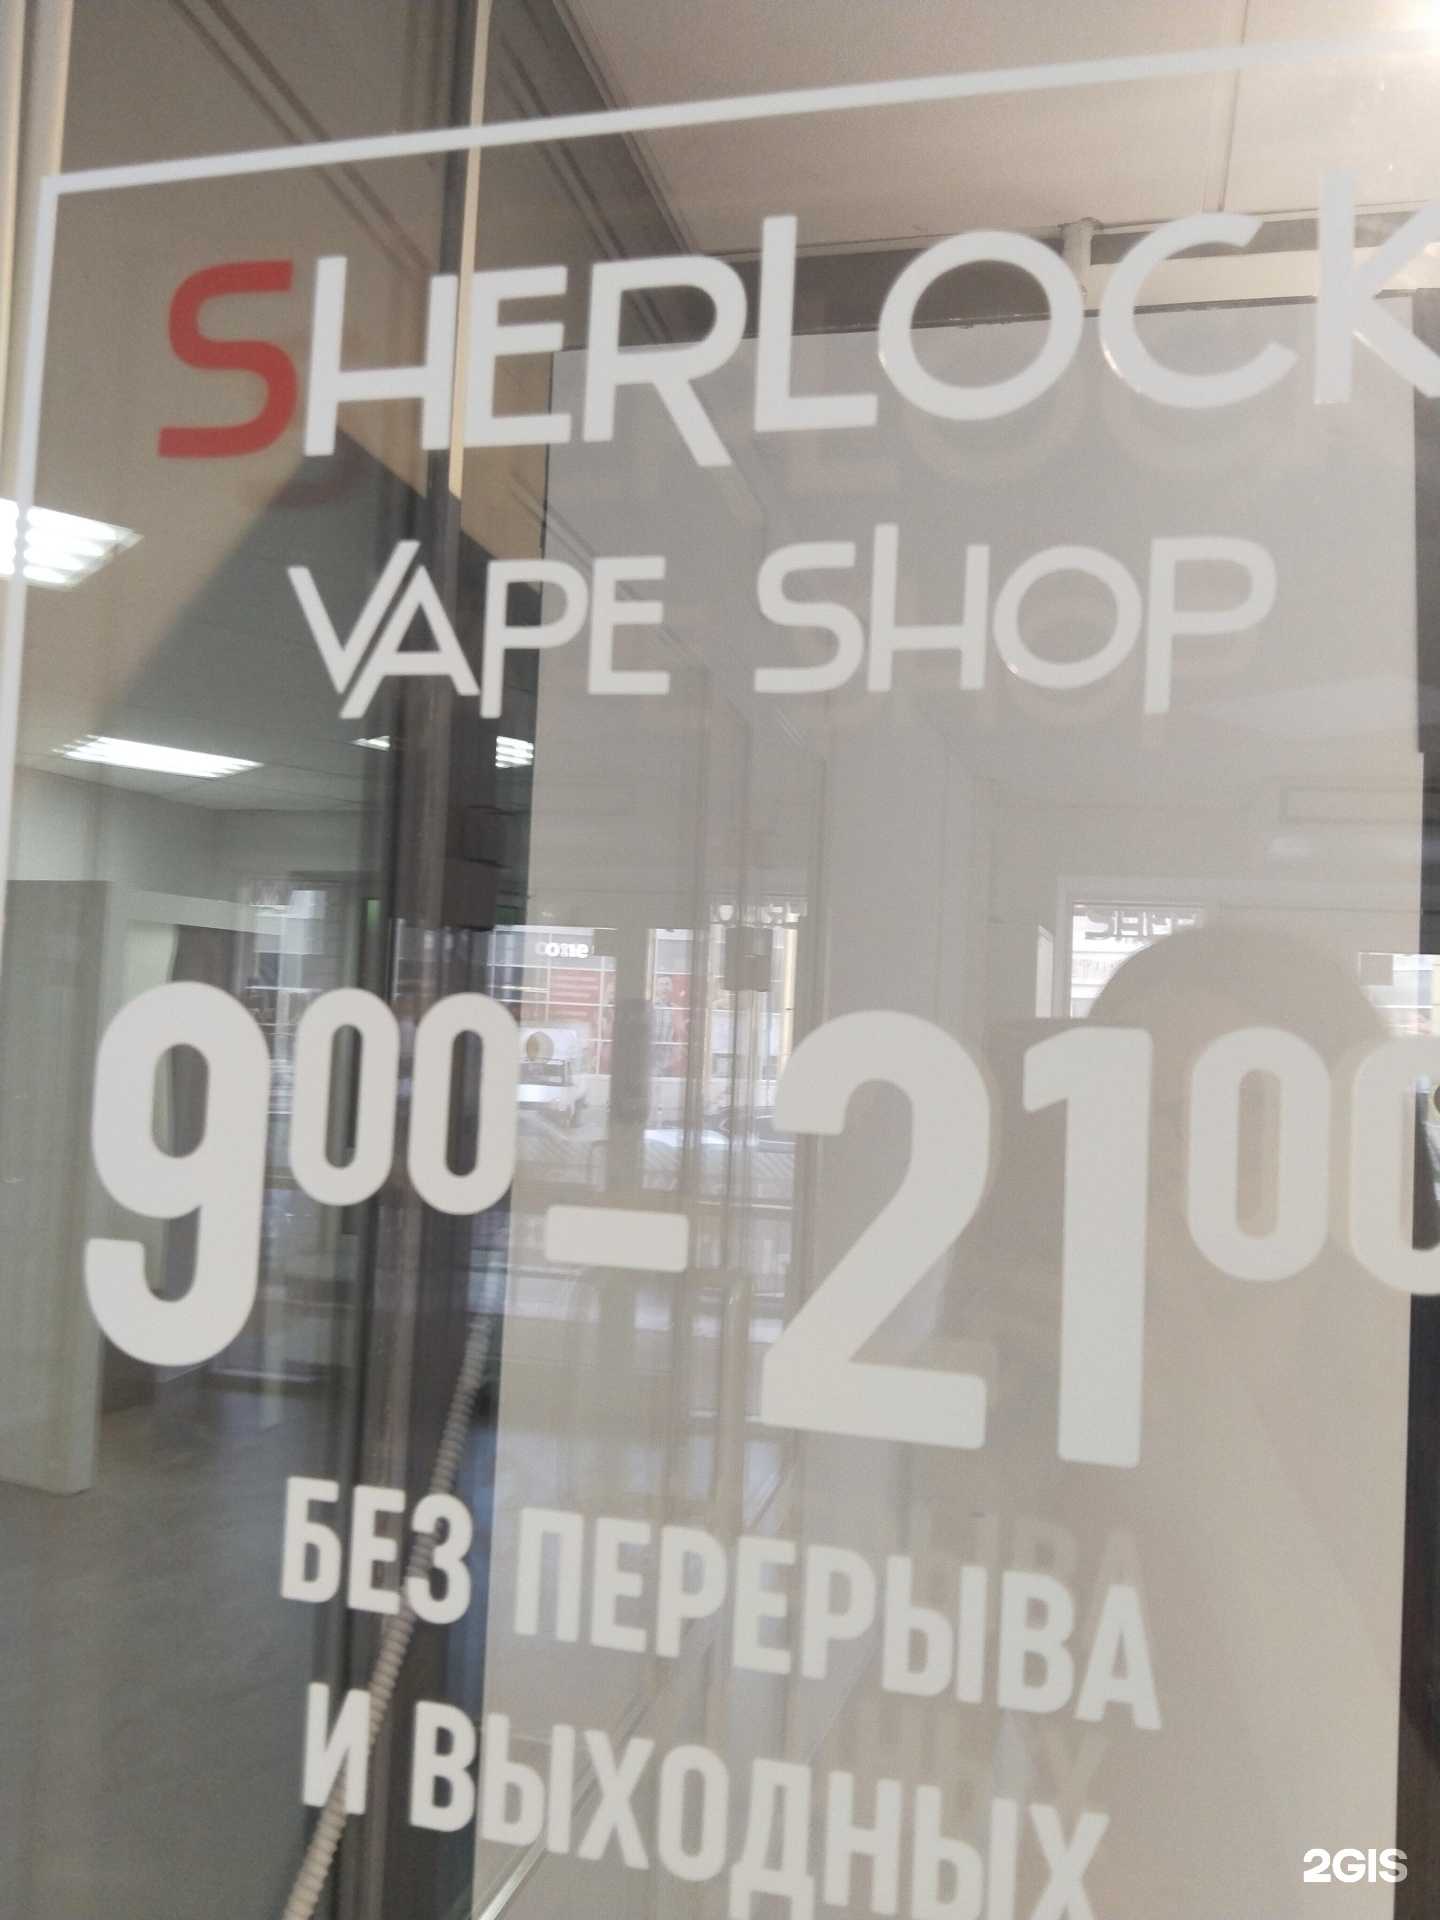 SHERLOCK
VAPE SHOP
9⁰⁰-21⁰⁰
БЕЗ ПЕРЕРЫВА
И ВЫХОДНЫХ
2GIS